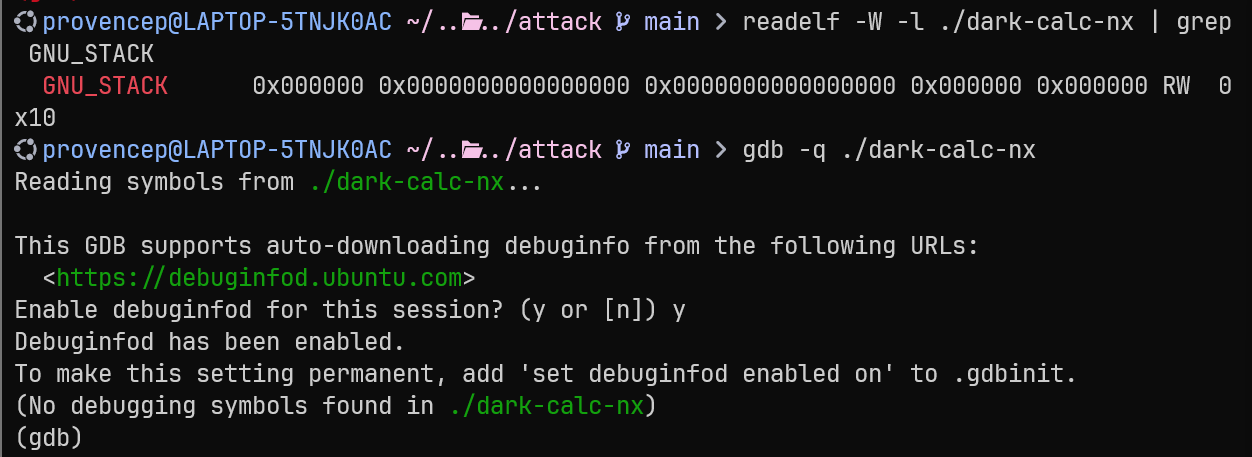 provencep@LAPTOP-5TNJK0AC ~/..../attack main > readelf -W -l ./dark-calc-nx | grep
GNU_STACK
GNU_STACK 0x000000 0x0000000000000000 0x0000000000000000 0x000000 0x000000 RW 0
x10
provencep@LAPTOP-5TNJK0AC ~/..../attack main > gdb -q ./dark-calc-nx
Reading symbols from ./dark-calc-nx...
This GDB supports auto-downloading debuginfo from the following URLs:
<https://debuginfod.ubuntu.com>
Enable debuginfod for this session? (y or [n]) y
Debuginfod has been enabled.
To make this setting permanent, add 'set debuginfod enabled on' to .gdbinit.
(No debugging symbols found in ./dark-calc-nx)
(gdb)